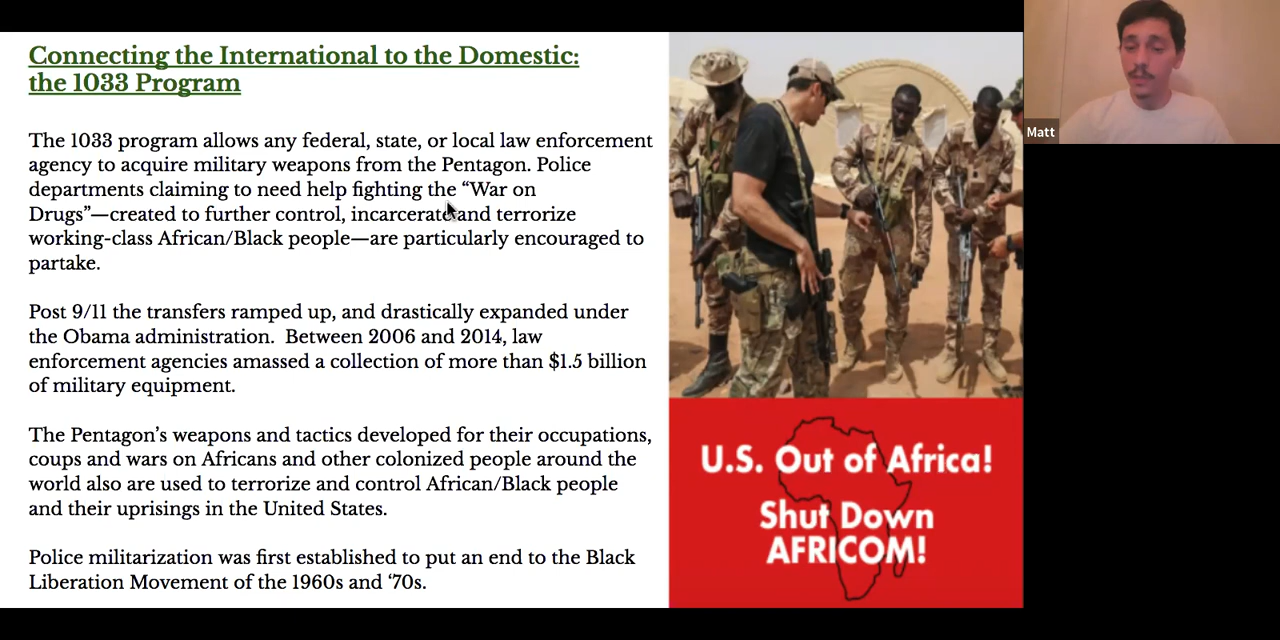 Connecting the International to the Domestic:
the 1033 Program
The 1033 program allows any federal, state, or local law enforcement
agency to acquire military weapons from the Pentagon. Police
departments claiming to need help fighting the “War on
Drugs”—created to further control, incarcerate and terrorize
working-class African/Black people—are particularly encouraged to
partake.
Post 9/11 the transfers ramped up, and drastically expanded under
the Obama administration.  Between 2006 and 2014, law
enforcement agencies amassed a collection of more than $1.5 billion
of military equipment.
The Pentagon’s weapons and tactics developed for their occupations,
coups and wars on Africans and other colonized people around the
world also are used to terrorize and control African/Black people
and their uprisings in the United States.
Police militarization was first established to put an end to the Black
Liberation Movement of the 1960s and ‘70s.
U.S. Out of Africa!
Shut Down
AFRICOM!
Matt